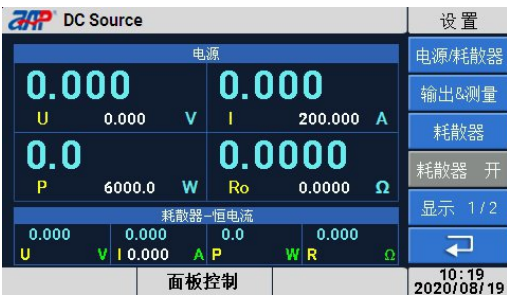 AAP DC Source
设置
电源
0.000 0.000
U 0.000 V I 200.000 A
0.0 0.0000
P 6000.0 W Ro 0.0000 Ω
耗散器-恒电流
0.000 0.000 0.0 0.000
U V I 0.000 A P W R Ω
电源/耗散器
输出&测量
耗散器
耗散器 开
显示 1/2
面板控制
10:19
2020/08/19